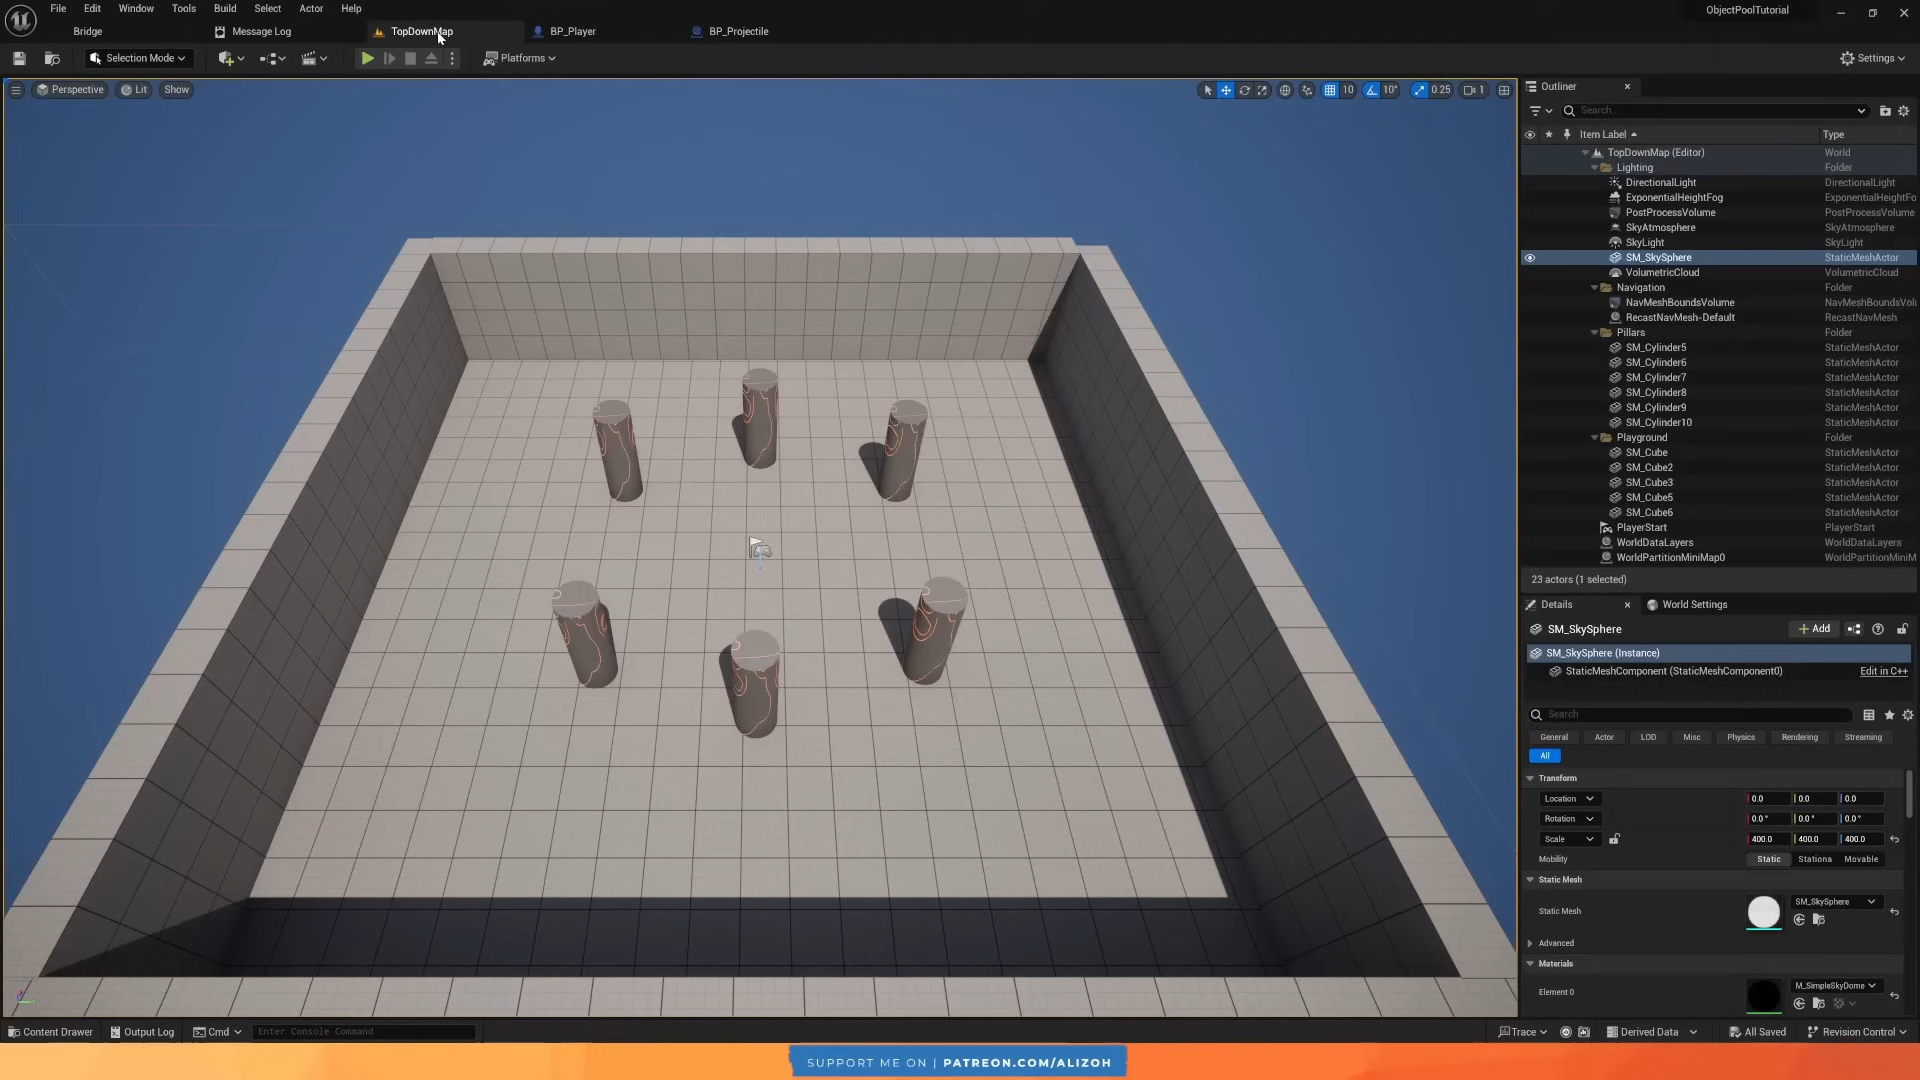 File Edit Window Tools Build Select Actor Help
ObjectPoolTutorial
Bridge Message Log TopDownMap BP_Player BP_Projectile
Selection Mode Platforms Settings
Perspective Lit Show 10 10° 0.25 1
Outliner
Search...
Item Label Type
TopDownMap (Editor) World
Lighting Folder
DirectionalLight DirectionalLight
ExponentialHeightFog ExponentialHeightFo
PostProcessVolume PostProcessVolume
SkyAtmosphere SkyAtmosphere
SkyLight SkyLight
SM_SkySphere StaticMeshActor
VolumetricCloud VolumetricCloud
Navigation Folder
NavMeshBoundsVolume NavMeshBoundsVolu
RecastNavMesh-Default RecastNavMesh
Pillars Folder
SM_Cylinder5 StaticMeshActor
SM_Cylinder6 StaticMeshActor
SM_Cylinder7 StaticMeshActor
SM_Cylinder8 StaticMeshActor
SM_Cylinder9 StaticMeshActor
SM_Cylinder10 StaticMeshActor
Playground Folder
SM_Cube StaticMeshActor
SM_Cube2 StaticMeshActor
SM_Cube3 StaticMeshActor
SM_Cube5 StaticMeshActor
SM_Cube6 StaticMeshActor
PlayerStart PlayerStart
WorldDataLayers WorldDataLayers
WorldPartitionMiniMap0 WorldPartitionMiniM
23 actors (1 selected)
Details World Settings
SM_SkySphere + Add
SM_SkySphere (Instance)
StaticMeshComponent (StaticMeshComponent0) Edit in C++
Search
General Actor LOD Misc Physics Rendering Streaming
All
Transform
Location 0.0 0.0 0.0
Rotation 0.0° 0.0° 0.0°
Scale 400.0 400.0 400.0
Mobility Static Stationa Movable
Static Mesh
Static Mesh SM_SkySphere
Advanced
Materials
Element 0 M_SimpleSkyDome
Content Drawer Output Log Cmd Enter Console Command Trace Derived Data All Saved Revision Control
SUPPORT ME ON | PATREON.COM/ALIZOH